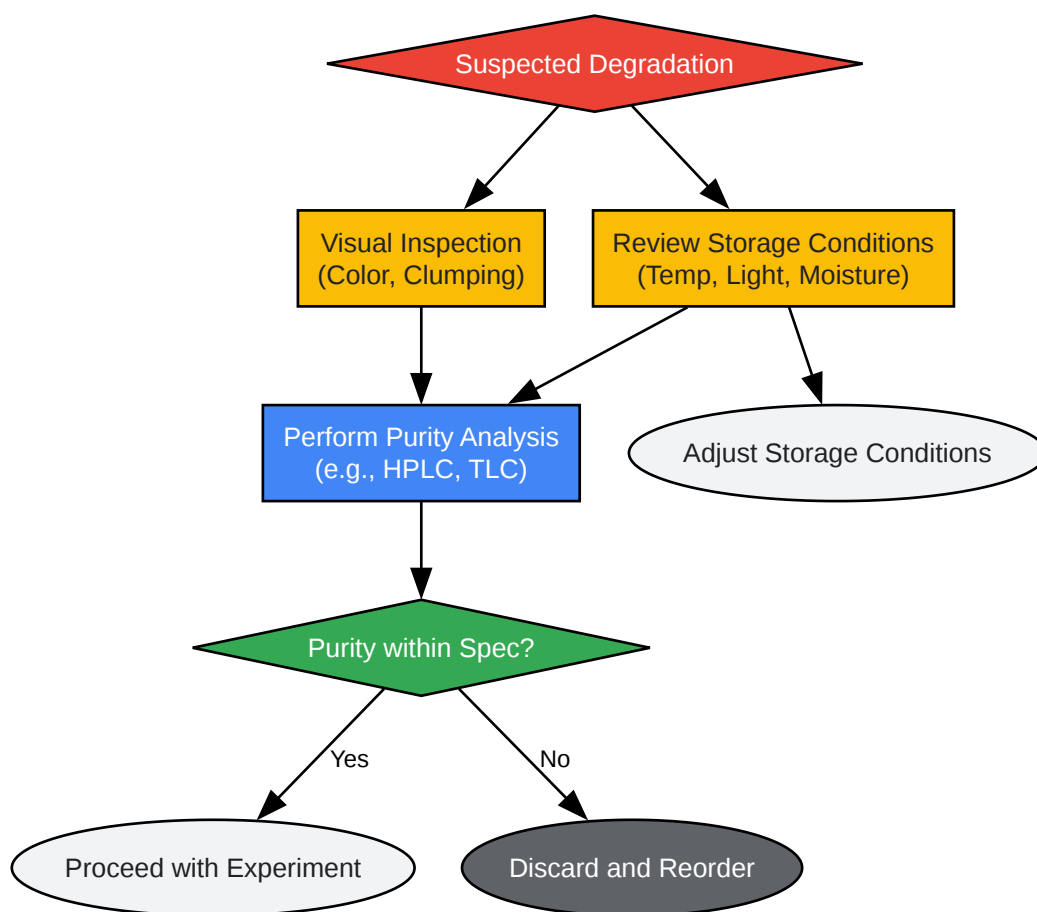 Suspected Degradation
Visual Inspection
(Color, Clumping)
Review Storage Conditions
(Temp, Light, Moisture)
Perform Purity Analysis
(e.g., HPLC, TLC)
Adjust Storage Conditions
Purity within Spec?
Yes
No
Proceed with Experiment
Discard and Reorder